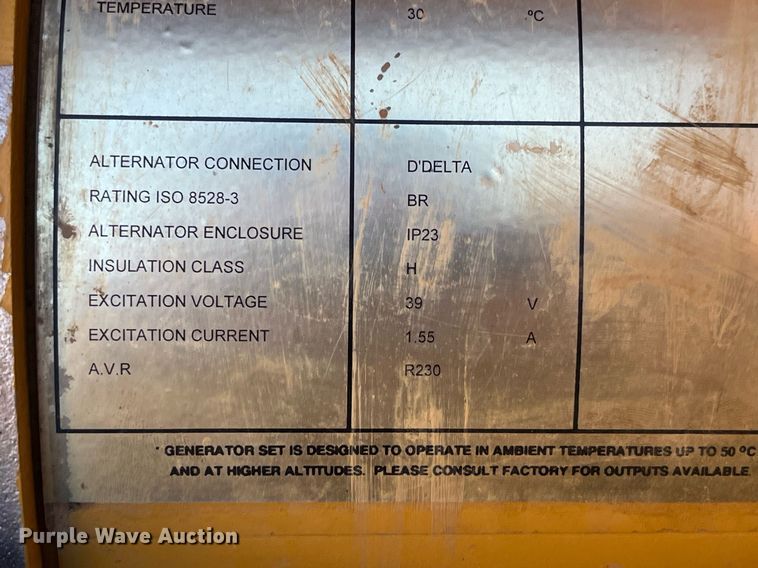 TEMPERATURE 30 ºC
ALTERNATOR CONNECTION D'DELTA
RATING ISO 8528-3 BR
ALTERNATOR ENCLOSURE IP23
INSULATION CLASS H
EXCITATION VOLTAGE 39 V
EXCITATION CURRENT 1.55 A
A.V.R R230
* GENERATOR SET IS DESIGNED TO OPERATE IN AMBIENT TEMPERATURES UP TO 50 ºC
AND AT HIGHER ALTITUDES. PLEASE CONSULT FACTORY FOR OUTPUTS AVAILABLE.
Purple Wave Auction